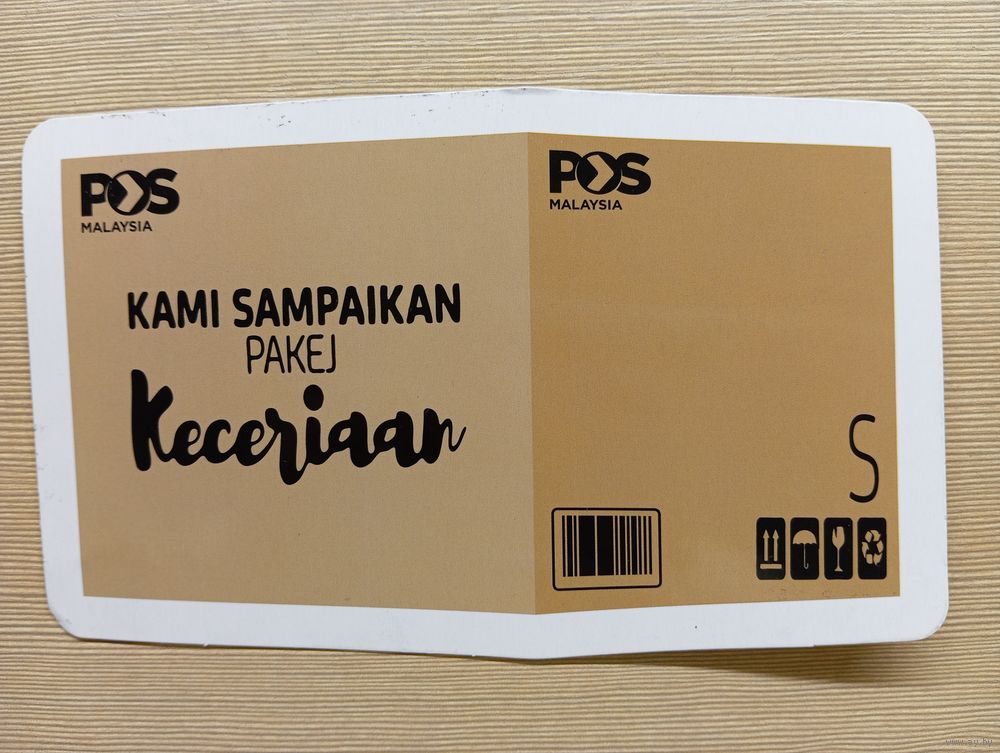 POS
MALAYSIA
KAMI SAMPAIKAN
PAKEJ
Keceriaan
POS
MALAYSIA
S